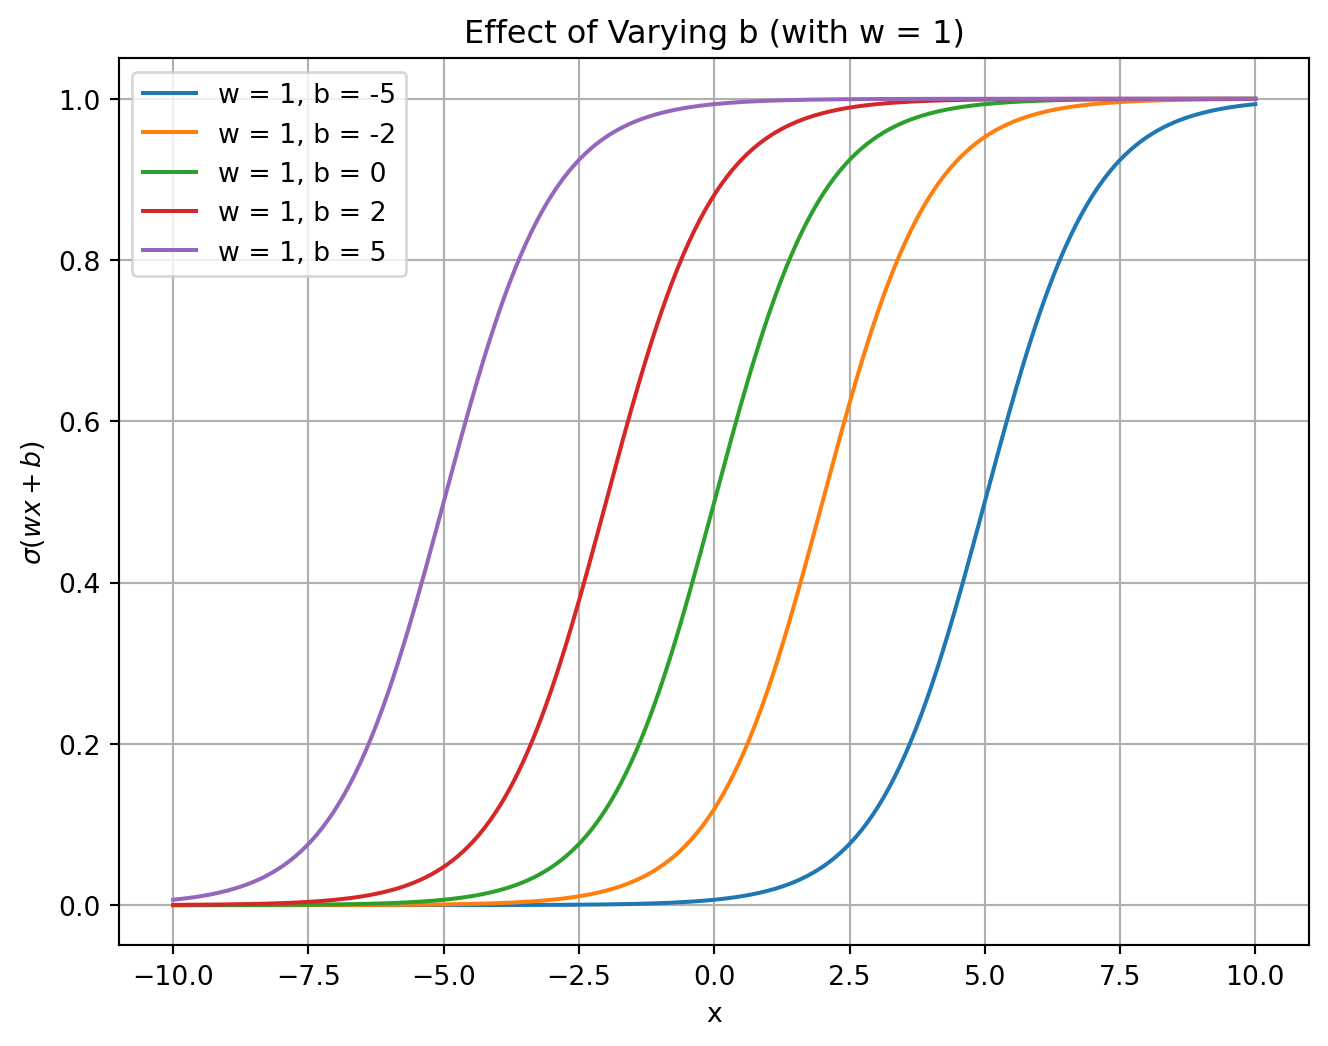 Effect of Varying b (with w = 1)
w = 1, b = -5
w = 1, b = -2
w = 1, b = 0
w = 1, b = 2
w = 1, b = 5
1.0
0.8
0.6
0.4
0.2
0.0
σ(wx + b)
−10.0 −7.5 −5.0 −2.5 0.0 2.5 5.0 7.5 10.0
x